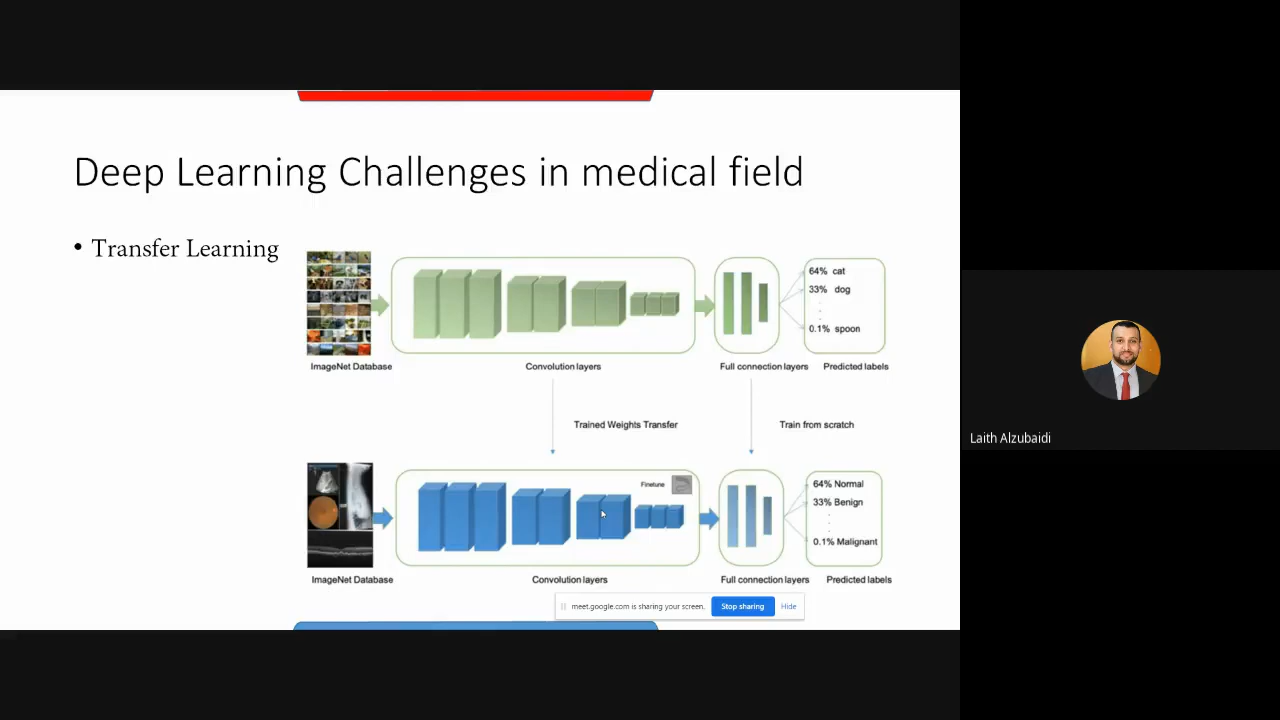 Deep Learning Challenges in medical field
• Transfer Learning
64% cat
33% dog
0.1% spoon
ImageNet Database
Convolution layers
Full connection layers
Predicted labels
Trained Weights Transfer
Train from scratch
Finetune
64% Normal
33% Benign
0.1% Malignant
ImageNet Database
Convolution layers
Full connection layers
Predicted labels
meet.google.com is sharing your screen.
Stop sharing
Hide
Laith Alzubaidi